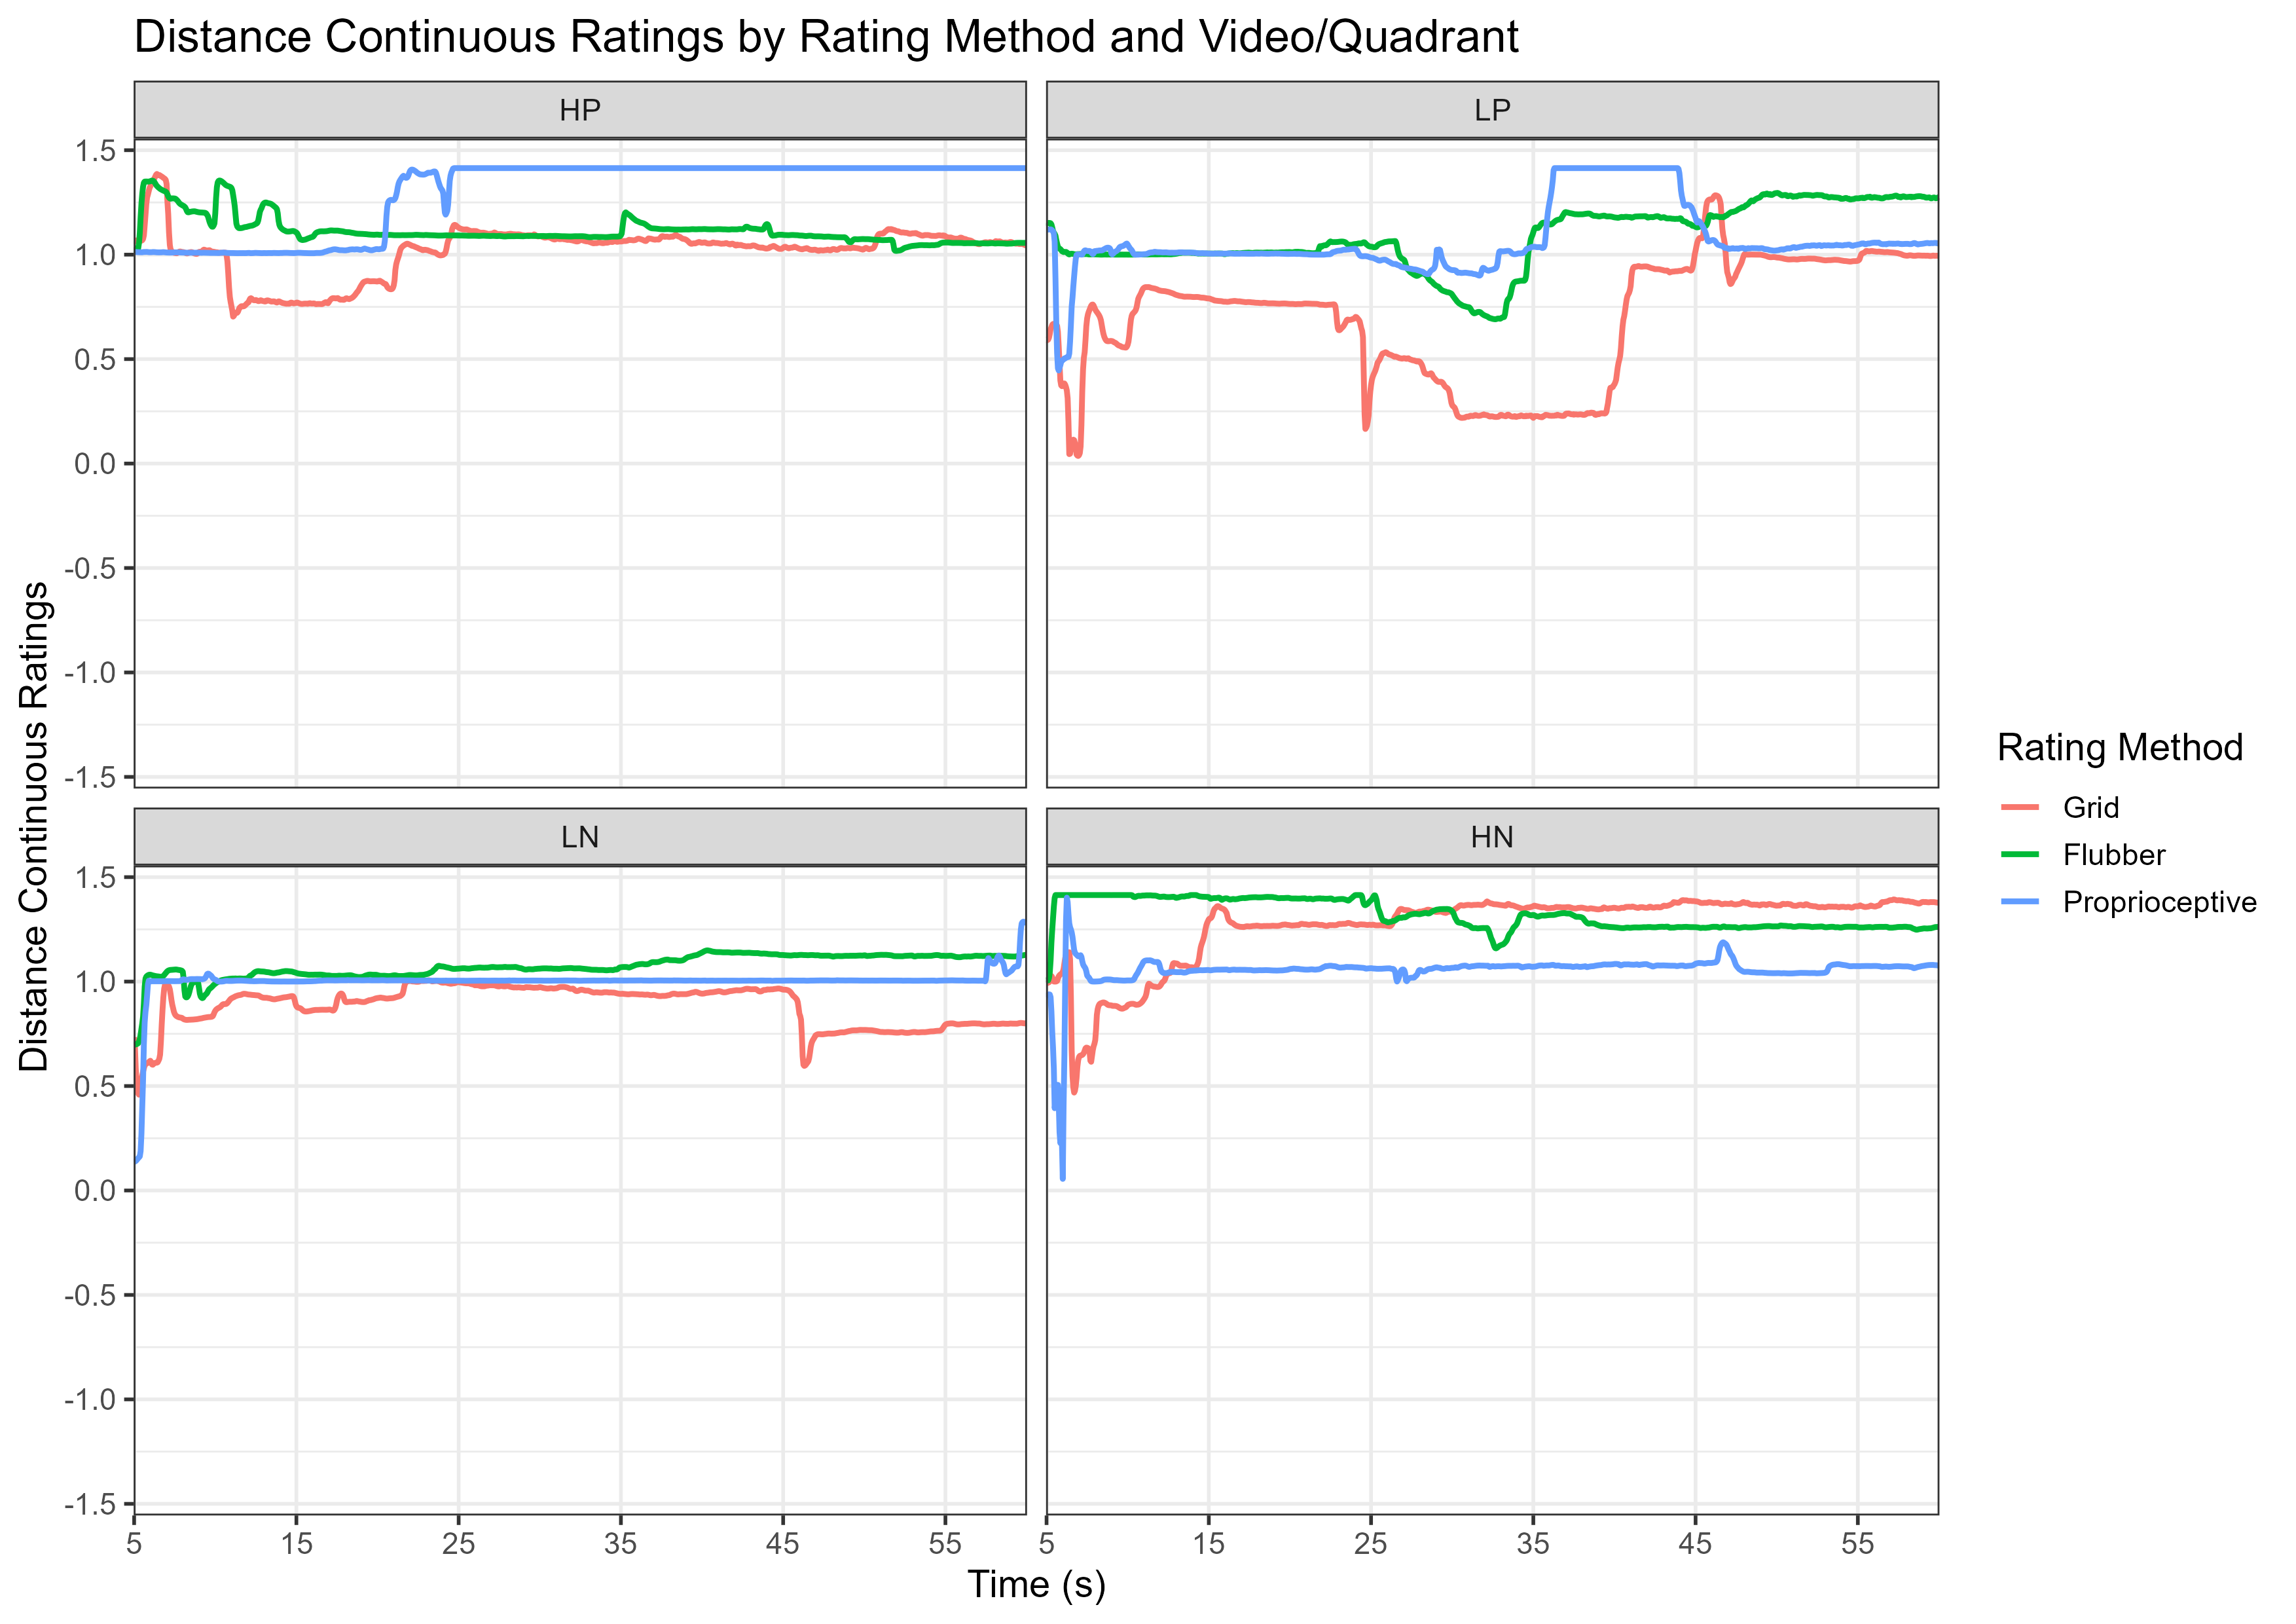 Distance Continuous Ratings by Rating Method and Video/Quadrant
HP
LP
1.5
1.0
0.5
0.0
-0.5
-1.0
-1.5
LN
HN
1.5
1.0
0.5
0.0
-0.5
-1.0
-1.5
5 15 25 35 45 55
5 15 25 35 45 55
Time (s)
Distance Continuous Ratings
Rating Method
Grid
Flubber
Proprioceptive